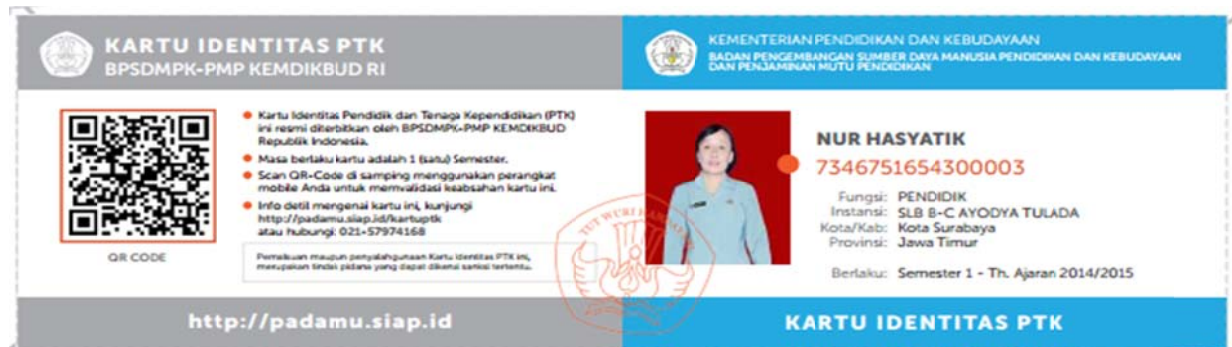 KARTU IDENTITAS PTK
BPSDMPK-PMP KEMDIKBUD RI
Kartu Identitas Pendidik dan Tenaga Kependidikan (PTK)
ini resmi diterbitkan oleh BPSDMPK-PMP KEMDIKBUD
Republik Indonesia.
Masa berlaku kartu adalah 1 (satu) Semester.
Scan QR-Code di samping menggunakan perangkat
mobile Anda untuk memvalidasi keabsahan kartu ini.
Info detil mengenai kartu ini, kunjungi
http://padamu.siap.id/kartuptk
atau hubungi: 021-57974168
QR CODE
Pemalsuan maupun penyalahgunaan Kartu Identitas PTK ini,
merupakan tindak pidana yang dapat dikenai sanksi tertentu.
http://padamu.siap.id
KEMENTERIAN PENDIDIKAN DAN KEBUDAYAAN
BADAN PENGEMBANGAN SUMBER DAYA MANUSIA PENDIDIKAN DAN KEBUDAYAAN
DAN PENJAMINAN MUTU PENDIDIKAN
NUR HASYATIK
7346751654300003
Fungsi: PENDIDIK
Instansi: SLB B-C AYODYA TULADA
Kota/Kab: Kota Surabaya
Provinsi: Jawa Timur
Berlaku: Semester 1 - Th. Ajaran 2014/2015
TUT WURI HANDAYANI
KARTU IDENTITAS PTK